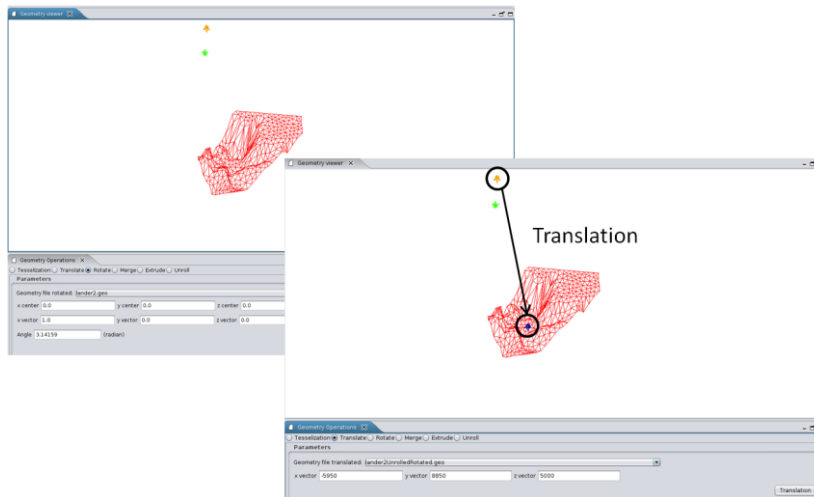 Geometry viewer
Geometry Operations
Tesselization Translate Rotate Merge Extrude Unroll
Parameters
Geometry file rotated: lander2.geo
x center 0.0 y center 0.0 z center 0.0
x vector 1.0 y vector 0.0 z vector 0.0
Angle 3.14159 (radian)
Geometry viewer
Translation
Geometry Operations
Tesselization Translate Rotate Merge Extrude Unroll
Parameters
Geometry file translated: lander2UnrolledRotated.geo
x vector -5950 y vector 8850 z vector 5000
Translation